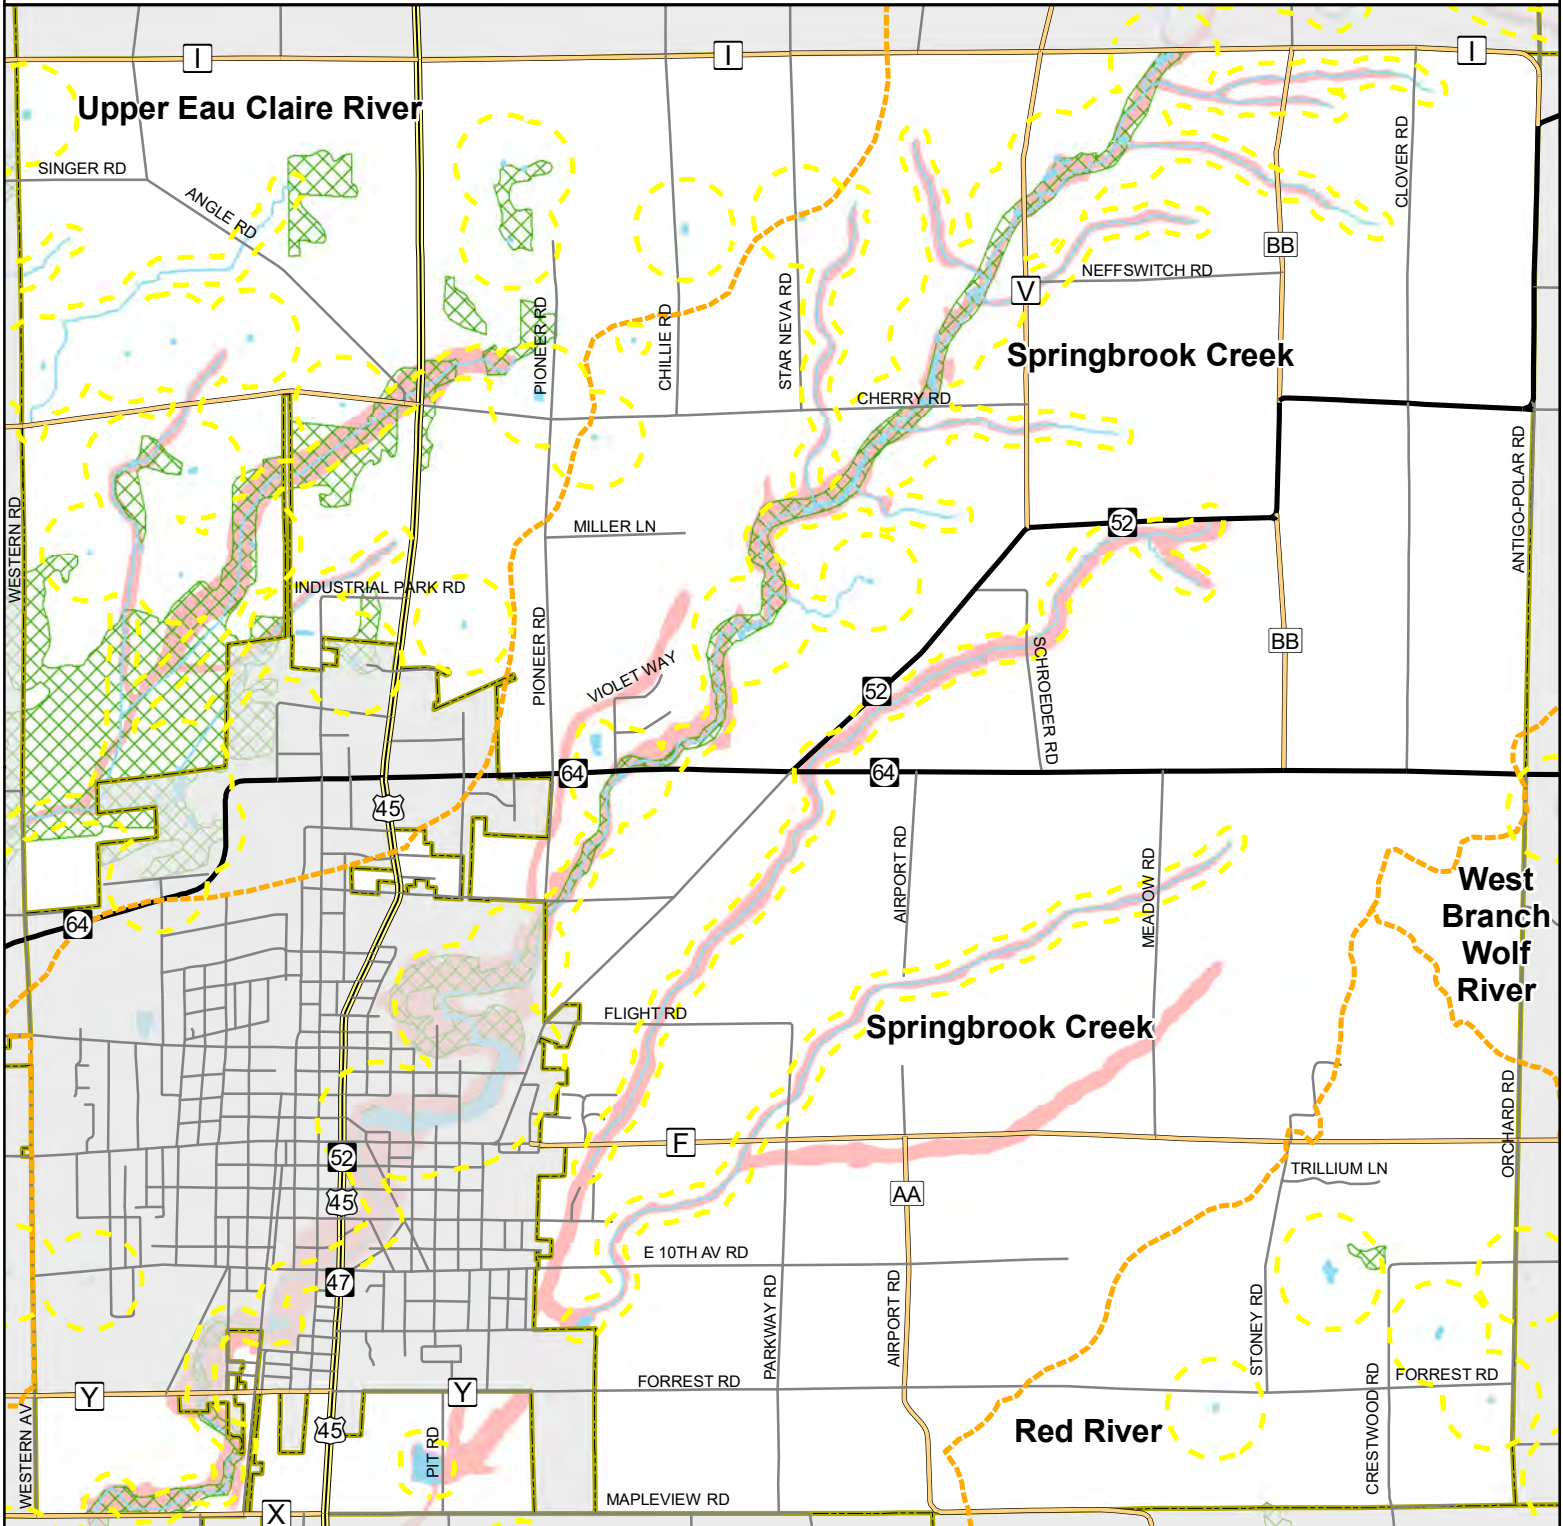 I
I
I
Upper Eau Claire River
SINGER RD
ANGLE RD
CLOVER RD
BB
NEFFSWITCH RD
V
PIONEER RD
CHILLIE RD
STAR NEVA RD
Springbrook Creek
CHERRY RD
WESTERN RD
ANTIGO-POLAR RD
MILLER LN
52
INDUSTRIAL PARK RD
PIONEER RD
VIOLET WAY
SCHROEDER RD
BB
52
64
64
45
AIRPORT RD
MEADOW RD
West
Branch
Wolf
River
64
FLIGHT RD
Springbrook Creek
ORCHARD RD
F
52
TRILLIUM LN
45
AA
E 10TH AV RD
47
PARKWAY RD
AIRPORT RD
STONEY RD
CRESTWOOD RD
FORREST RD
FORREST RD
Y
Y
45
PIT RD
Red River
WESTERN AV
MAPLEVIEW RD
X